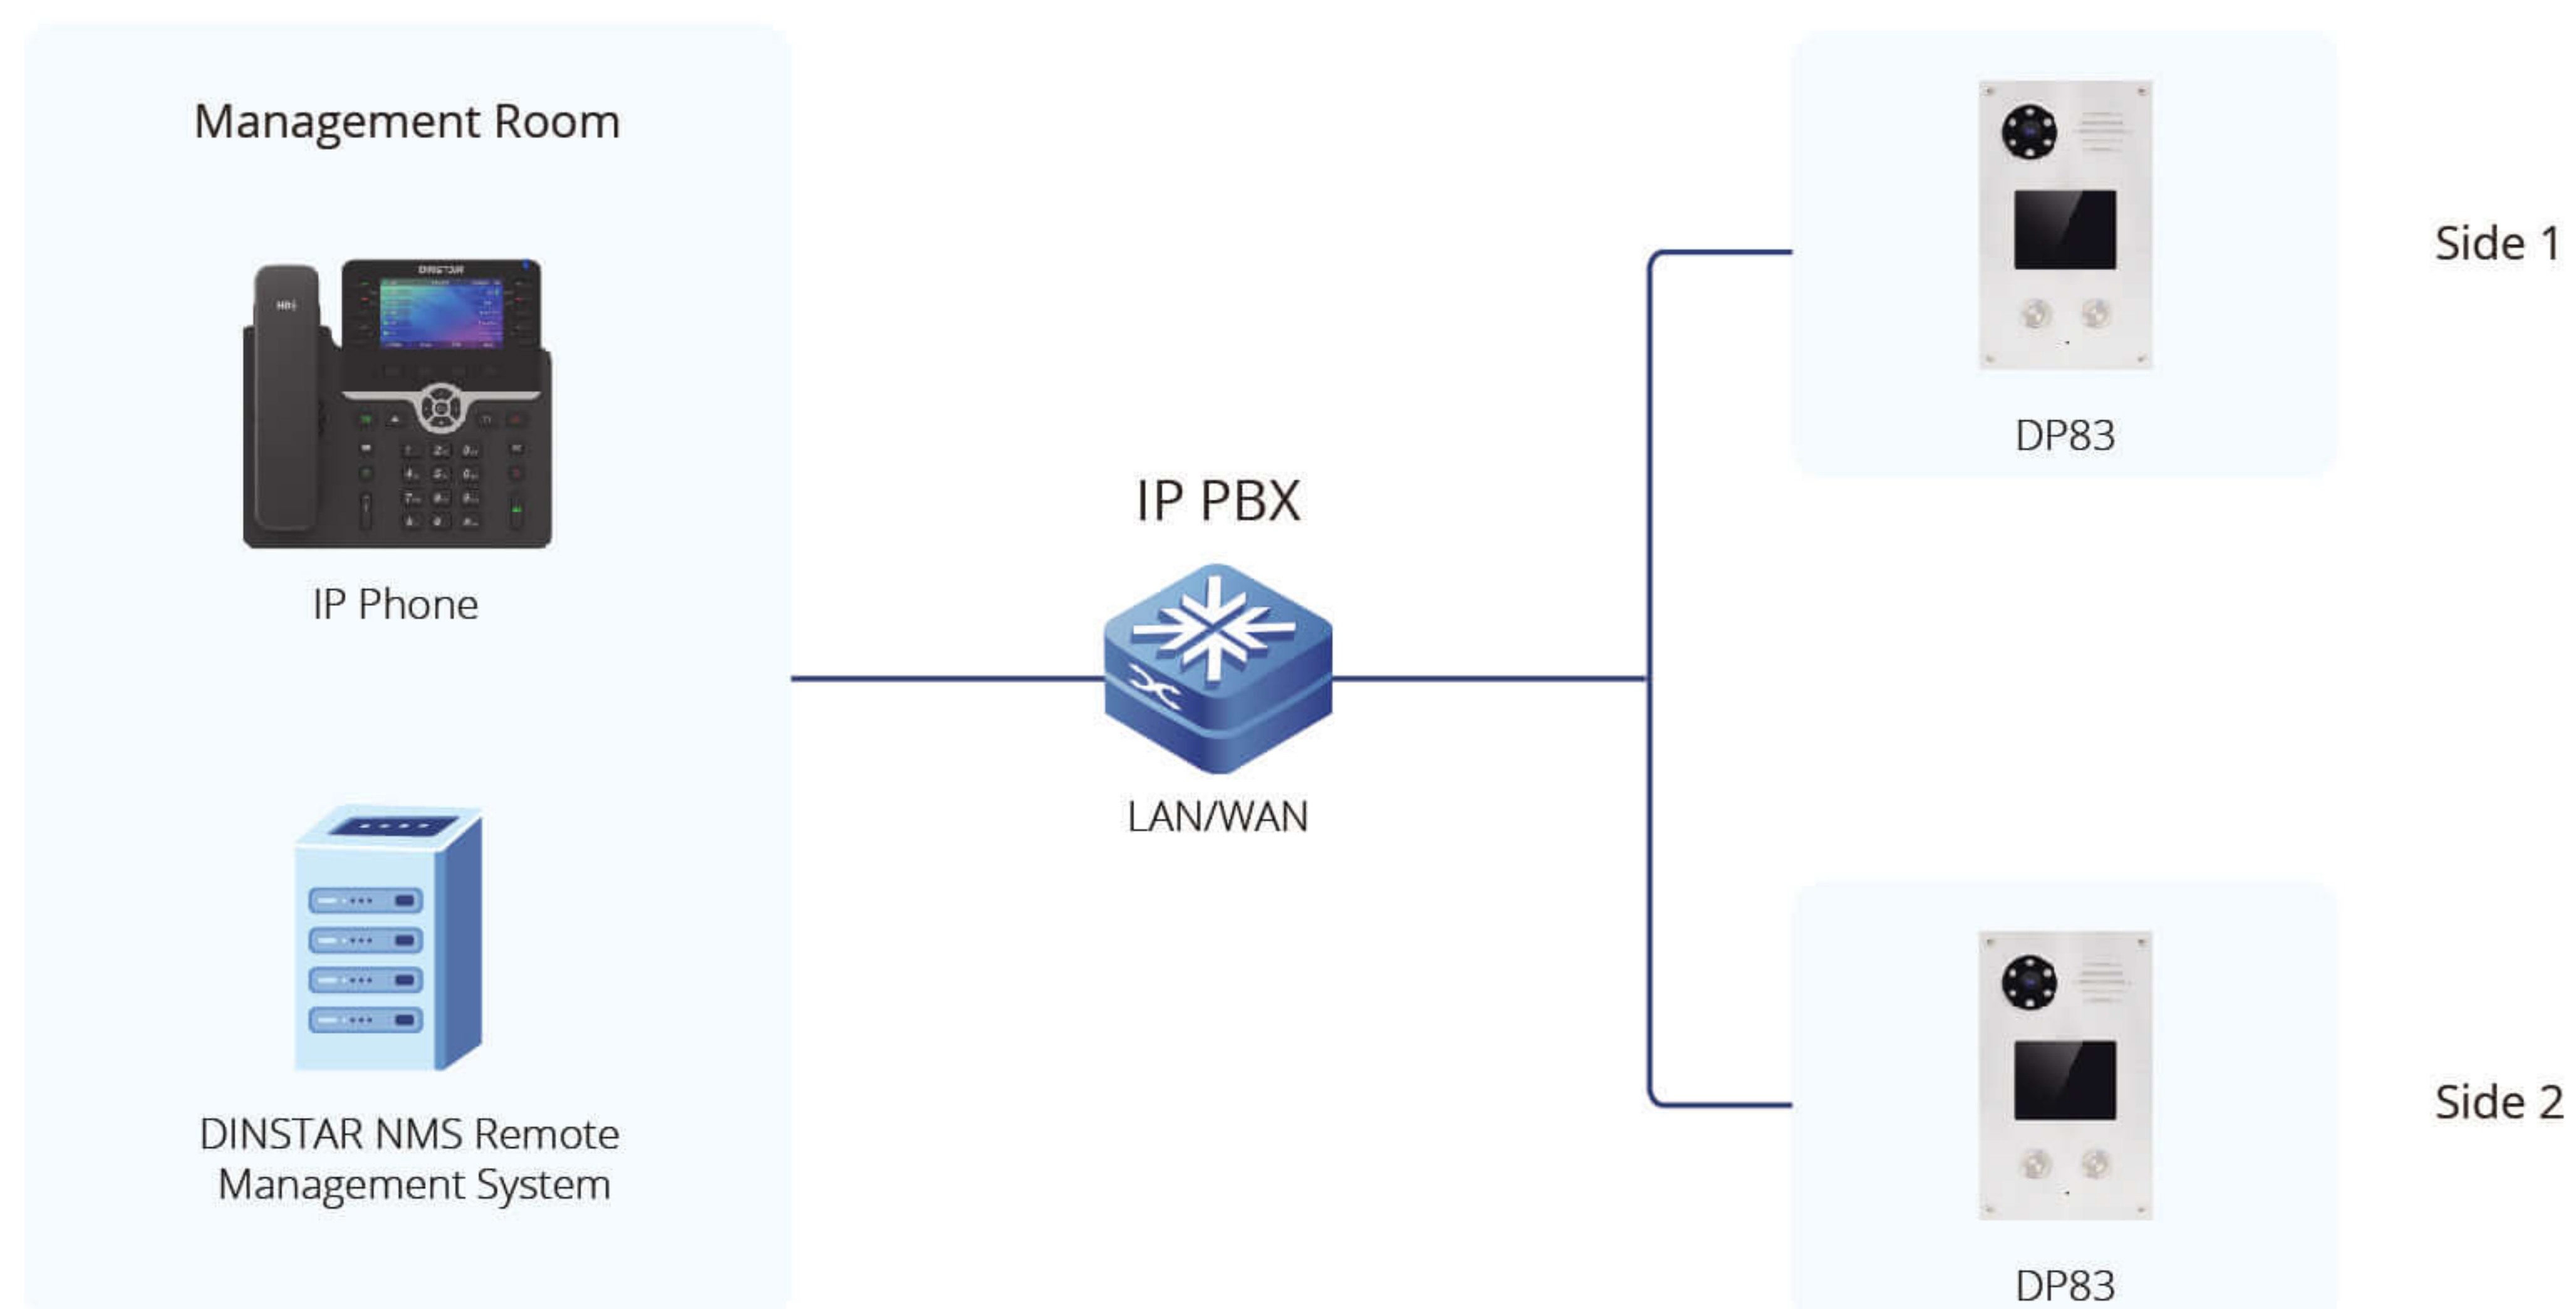 Management Room
DINSTAR
IP Phone
DINSTAR NMS Remote
Management System
IP PBX
LAN/WAN
DP83
Side 1
DP83
Side 2